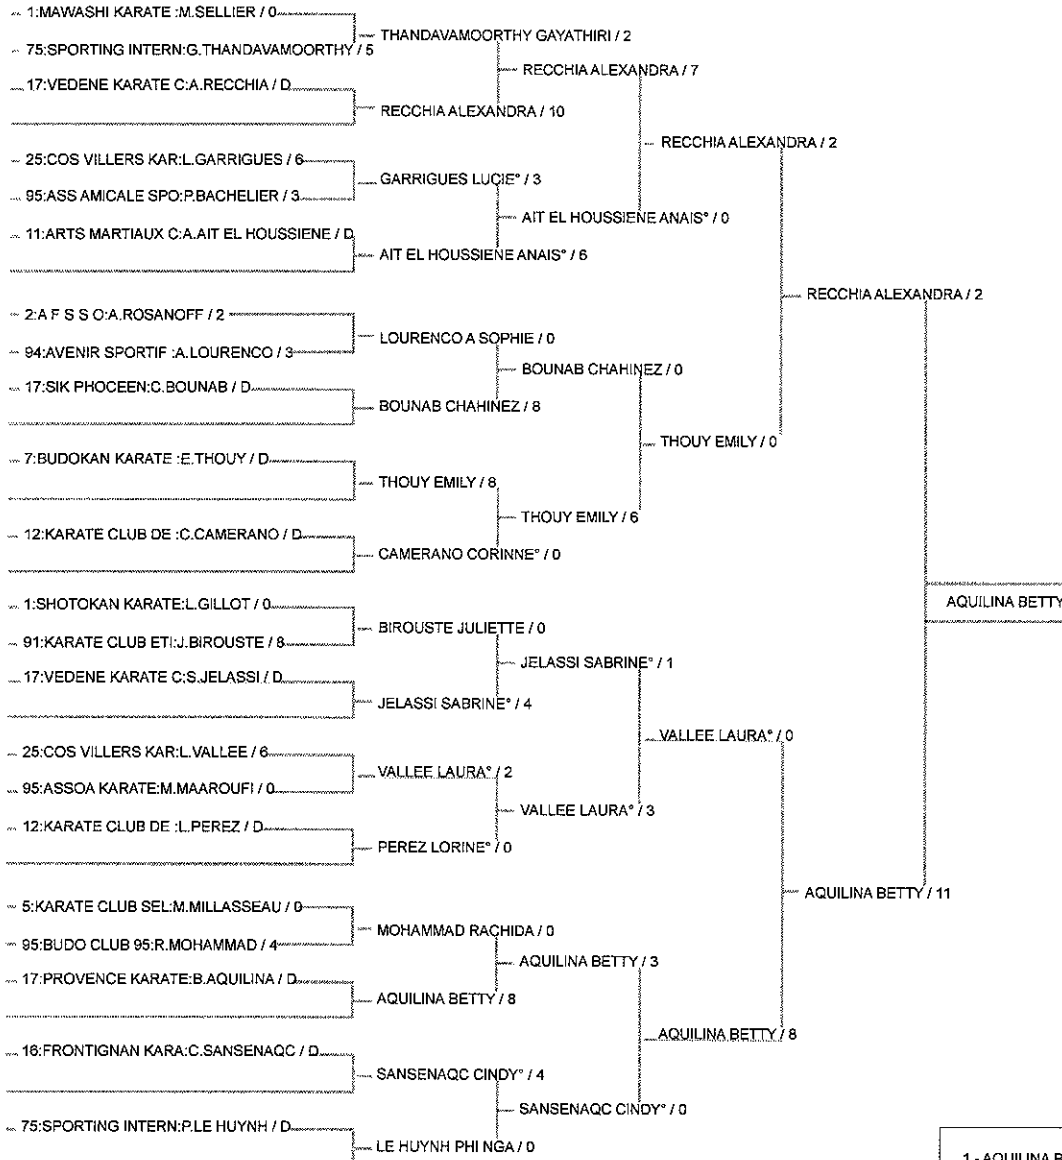 1:MAWASHI KARATE :M.SELLIER / 0
75:SPORTING INTERN:G.THANDAVAMOORTHY / 5
17:VEDENE KARATE C:A.RECCHIA / D
25:COS VILLERS KAR:L.GARRIGUES / 6
95:ASS AMICALE SPO:P.BACHELIER / 3
11:ARTS MARTIAUX C:A.AIT EL HOUSSIENE / D
2:A F S S O:A.ROSANOFF / 2
94:AVENIR SPORTIF :A.LOURENCO / 3
17:SIK PHOCEEN:C.BOUNAB / D
7:BUDOKAN KARATE :E.THOUY / D
12:KARATE CLUB DE :C.CAMERANO / D
1:SHOTOKAN KARATE:L.GILLOT / 0
91:KARATE CLUB ETI:J.BIROUSTE / 8
17:VEDENE KARATE C:S.JELASSI / D
25:COS VILLERS KAR:L.VALLEE / 6
95:ASSOA KARATE:M.MAAROUFI / 0
12:KARATE CLUB DE :L.PEREZ / D
5:KARATE CLUB SEL:M.MILLASSEAU / 0
95:BUDO CLUB 95:R.MOHAMMAD / 4
17:PROVENCE KARATE:B.AQUILINA / D
16:FRONTIGNAN KARA:C.SANSENAQC / D
75:SPORTING INTERN:P.LE HUYNH / D
THANDAVAMOORTHY GAYATHIRI / 2
RECCHIA ALEXANDRA / 10
GARRIGUES LUCIE° / 3
AIT EL HOUSSIENE ANAIS° / 6
LOURENCO A SOPHIE / 0
BOUNAB CHAHINEZ / 8
THOUY EMILY / 8
CAMERANO CORINNE° / 0
BIROUSTE JULIETTE / 0
JELASSI SABRINE° / 4
VALLEE LAURA° / 2
PEREZ LORINE° / 0
MOHAMMAD RACHIDA / 0
AQUILINA BETTY / 8
SANSENAQC CINDY° / 4
LE HUYNH PHI NGA / 0
RECCHIA ALEXANDRA / 7
AIT EL HOUSSIENE ANAIS° / 0
BOUNAB CHAHINEZ / 0
THOUY EMILY / 6
JELASSI SABRINE° / 1
VALLEE LAURA° / 3
AQUILINA BETTY / 3
SANSENAQC CINDY° / 0
RECCHIA ALEXANDRA / 2
THOUY EMILY / 0
VALLEE LAURA° / 0
AQUILINA BETTY / 8
RECCHIA ALEXANDRA / 2
AQUILINA BETTY / 11
AQUILINA BETTY
1 - AQUILINA B